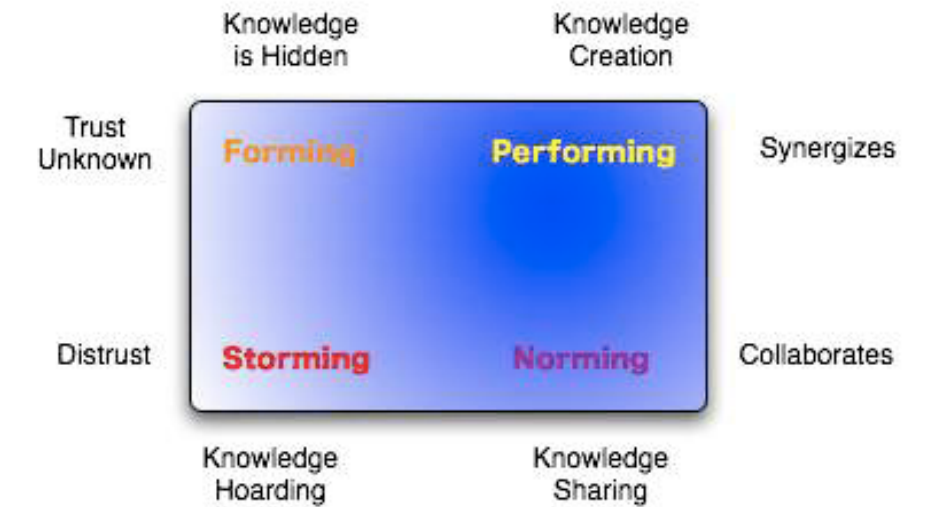 Knowledge
is Hidden
Knowledge
Creation
Trust
Unknown
Forming
Performing
Synergizes
Distrust
Storming
Norming
Collaborates
Knowledge
Hoarding
Knowledge
Sharing